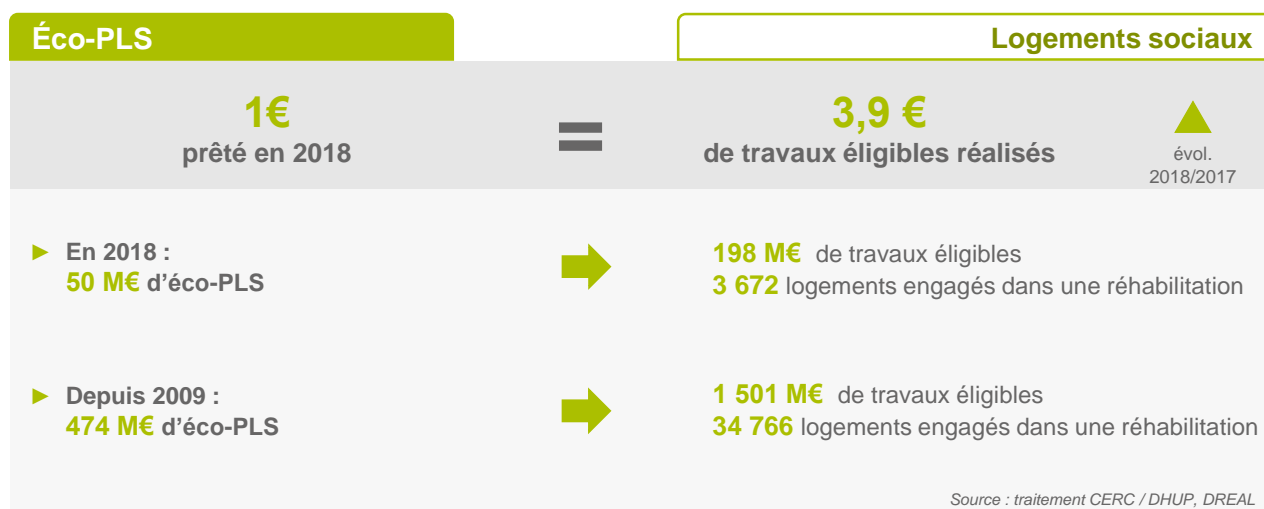 Éco-PLS
Logements sociaux
1€
prêté en 2018
=
3,9 €
de travaux éligibles réalisés
évol.
2018/2017
► En 2018 :
50 M€ d’éco-PLS
198 M€ de travaux éligibles
3 672 logements engagés dans une réhabilitation
► Depuis 2009 :
474 M€ d’éco-PLS
1 501 M€ de travaux éligibles
34 766 logements engagés dans une réhabilitation
Source : traitement CERC / DHUP, DREAL